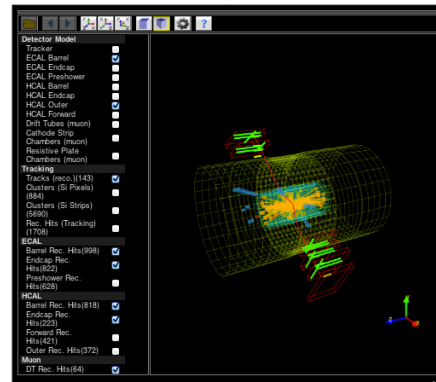 ?
Detector Model
Tracker
ECAL Barrel
ECAL Endcap
ECAL Preshower
HCAL Barrel
HCAL Endcap
HCAL Outer
HCAL Forward
Drift Tubes (muon)
Cathode Strip
Chambers (muon)
Resistive Plate
Chambers (muon)
Tracking
Tracks (reco.)(143)
Clusters (Si Pixels)
(884)
Clusters (Si Strips)
(5690)
Rec. Hits (Tracking)
(1708)
ECAL
Barrel Rec. Hits(998)
Endcap Rec.
Hits(822)
Preshower Rec.
Hits(628)
HCAL
Barrel Rec. Hits(818)
Endcap Rec.
Hits(223)
Forward Rec.
Hits(421)
Outer Rec. Hits(372)
Muon
DT Rec. Hits(64)